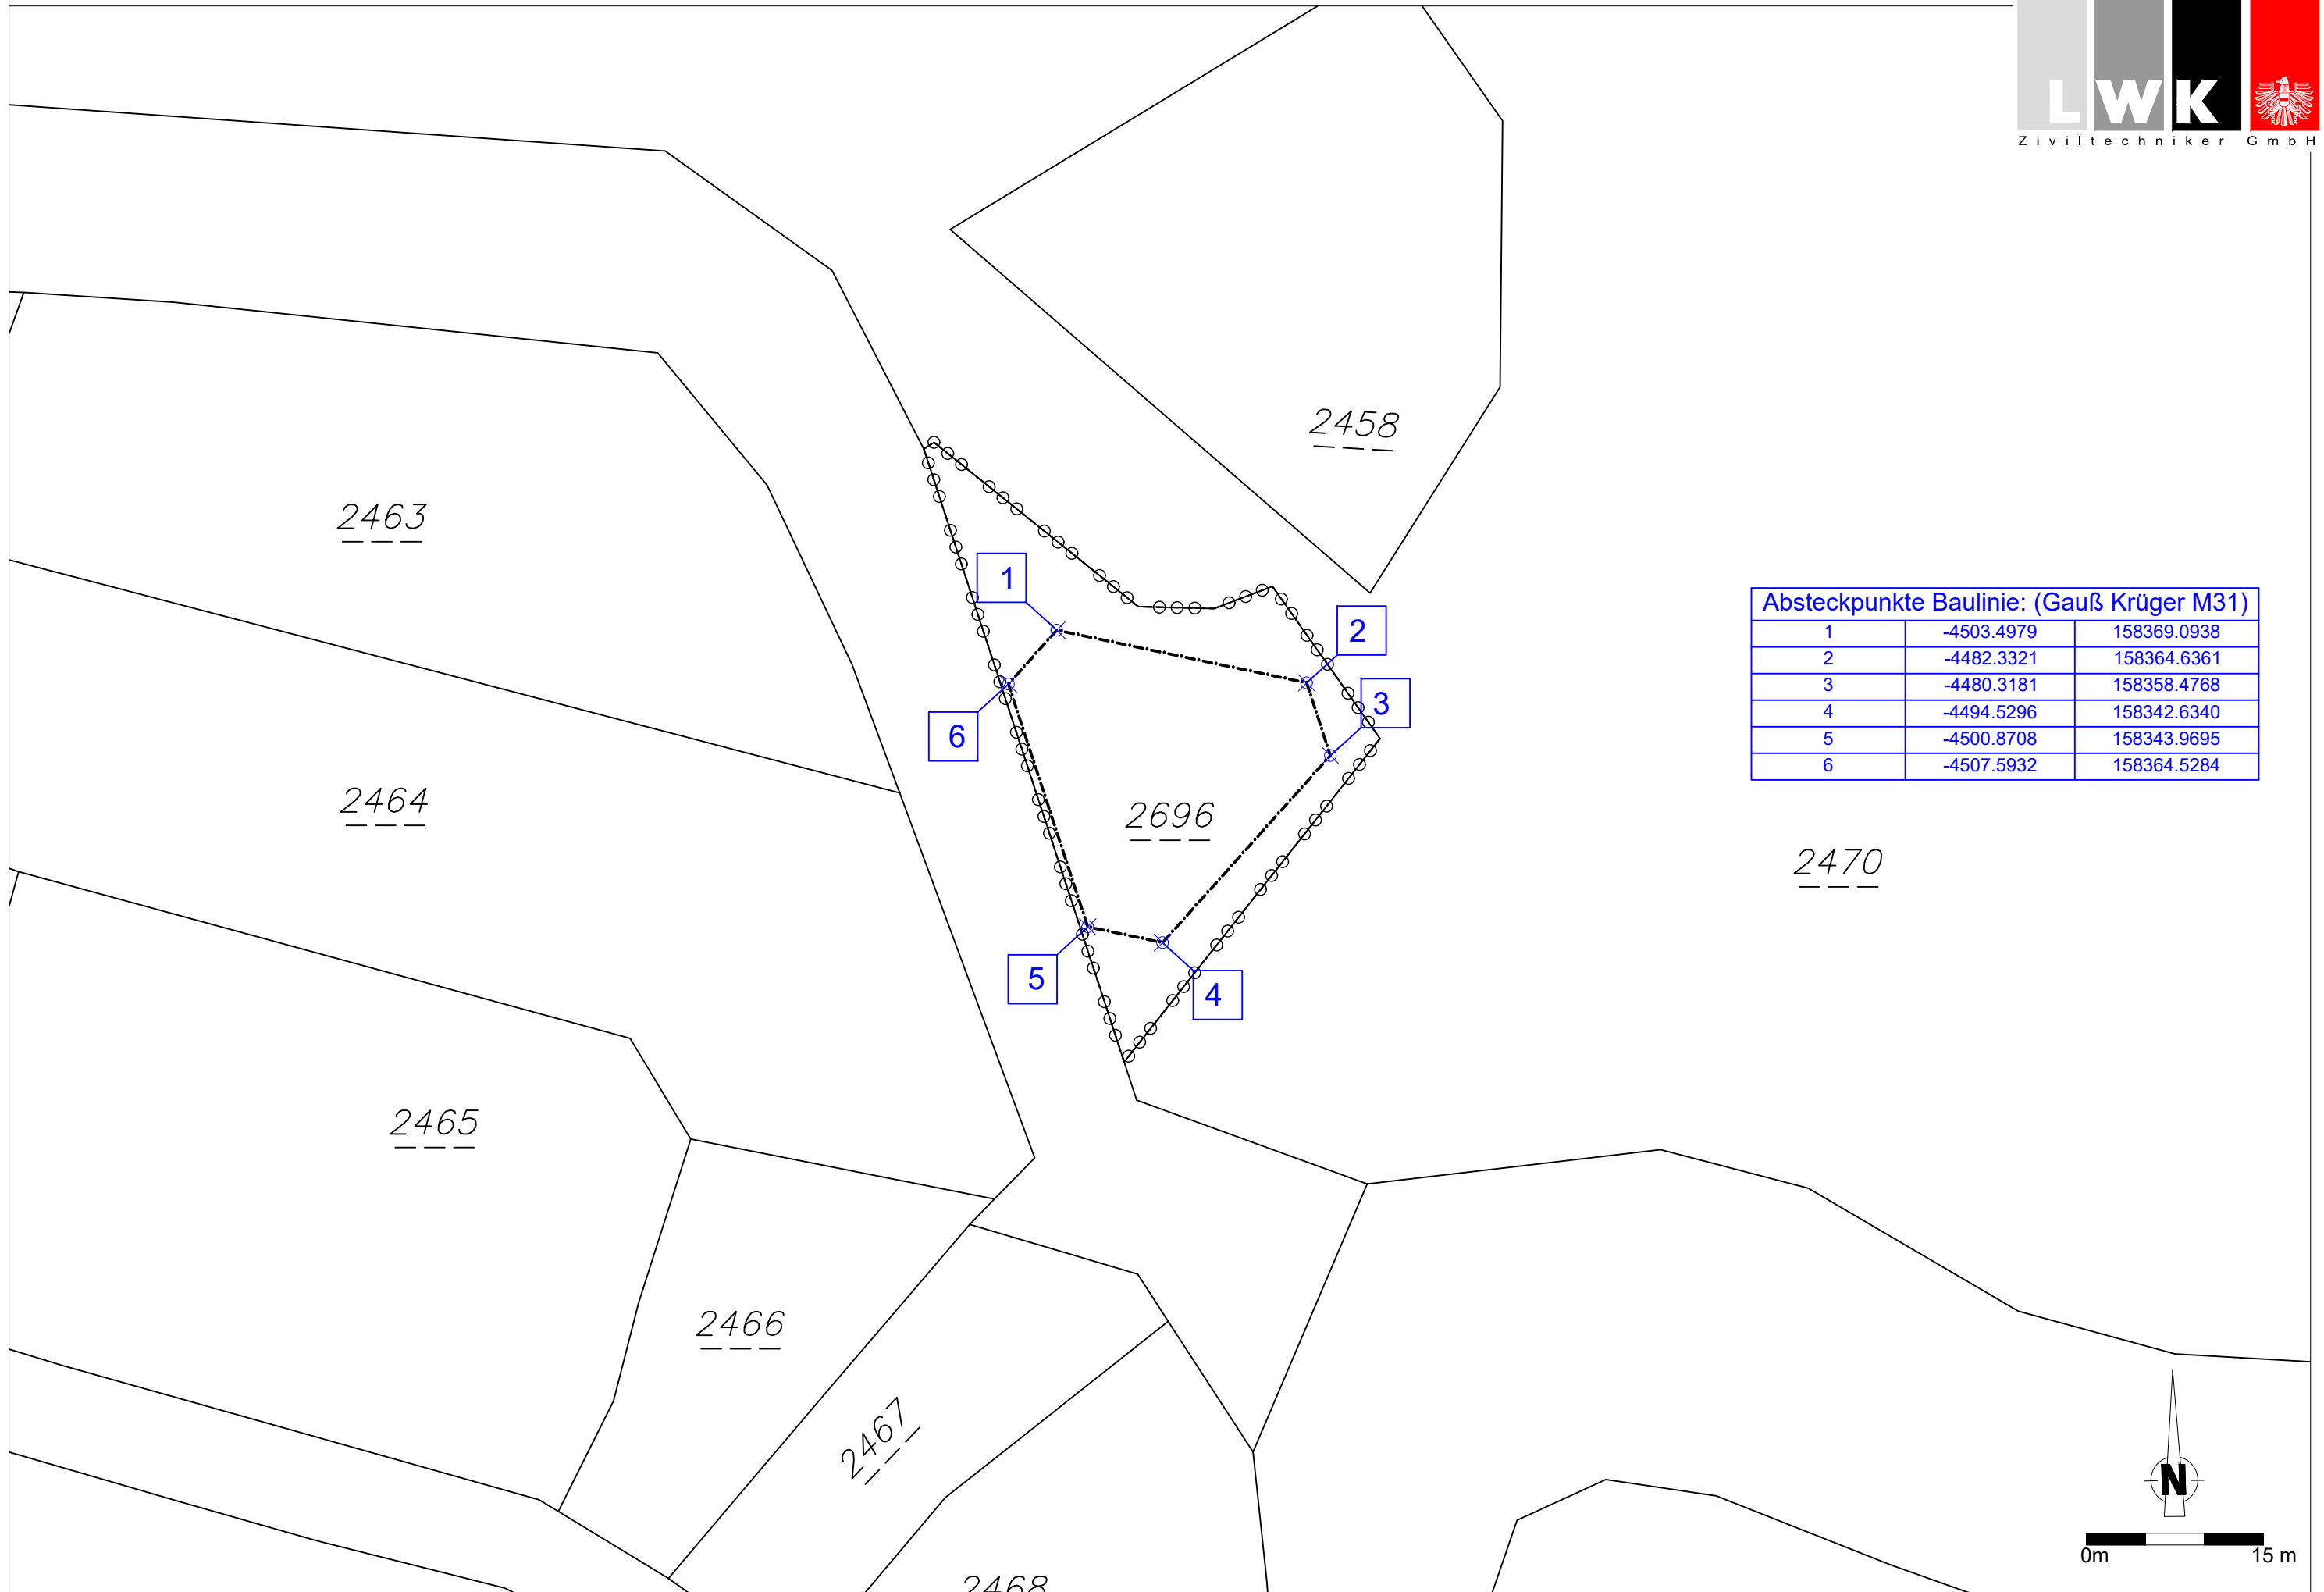 LWK
Ziviltechniker GmbH
2458
2463
1
2
Absteckpunkte Baulinie: (Gauß Krüger M31)
1 -4503.4979 158369.0938
2 -4482.3321 158364.6361
3 -4480.3181 158358.4768
4 -4494.5296 158342.6340
5 -4500.8708 158343.9695
6 -4507.5932 158364.5284
3
6
2464
2696
2470
5
4
2465
2466
2467
N
0m 15 m
2468